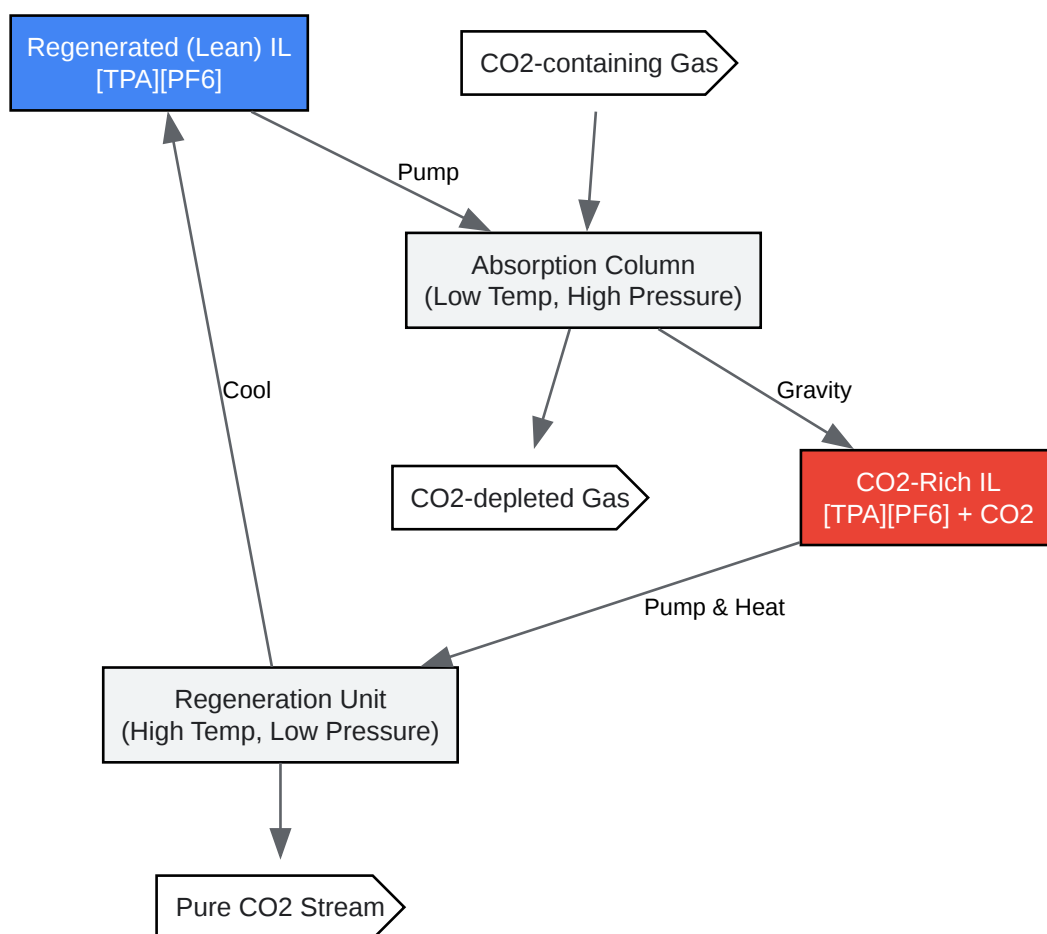 Regenerated (Lean) IL
[TPA][PF6]
CO2-containing Gas
Pump
Absorption Column
(Low Temp, High Pressure)
Cool
Gravity
CO2-depleted Gas
CO2-Rich IL
[TPA][PF6] + CO2
Pump & Heat
Regeneration Unit
(High Temp, Low Pressure)
Pure CO2 Stream